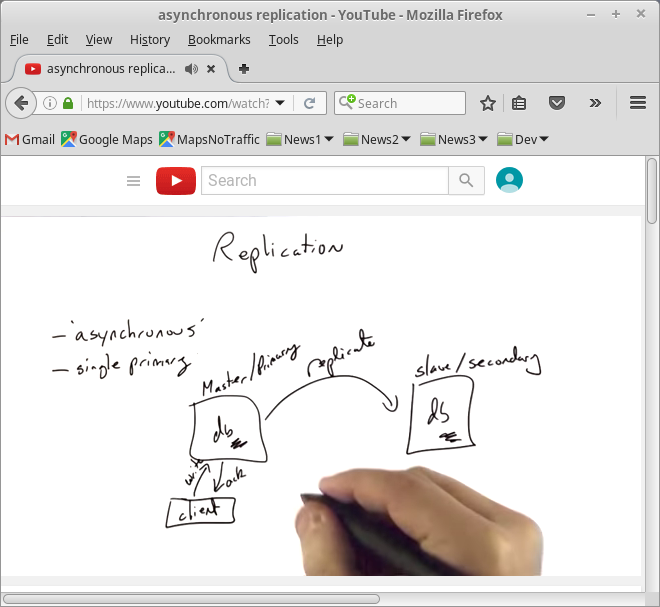 asynchronous replication - YouTube - Mozilla Firefox
File Edit View History Bookmarks Tools Help
asynchronous replica...
https://www.youtube.com/watch?
Search
Gmail Google Maps MapsNoTraffic News1 News2 News3 Dev
Search
Replication
— "asynchronous"
— single primary
Master/Primary
replicate
slave/secondary
db
db
write
ack
client